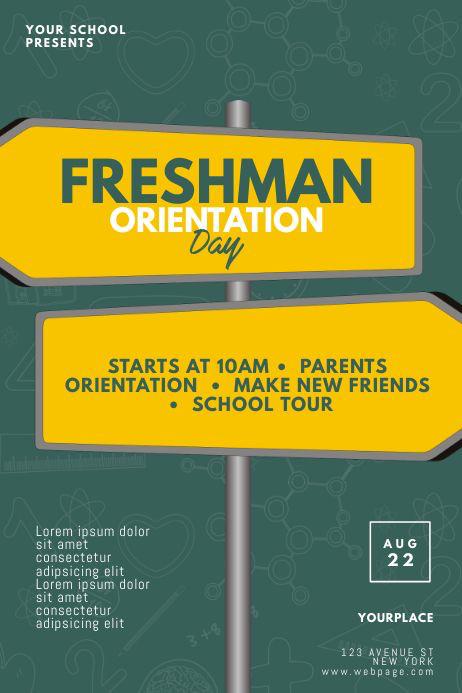 YOUR SCHOOL
PRESENTS
FRESHMAN
ORIENTATION
Day
STARTS AT 10AM • PARENTS
ORIENTATION • MAKE NEW FRIENDS
• SCHOOL TOUR
Lorem ipsum dolor
sit amet
consectetur
adipsicing elit
Lorem ipsum dolor
sit amet
consectetur
adipsicing elit
AUG
22
YOURPLACE
123 AVENUE ST
NEW YORK
www.webpage.com